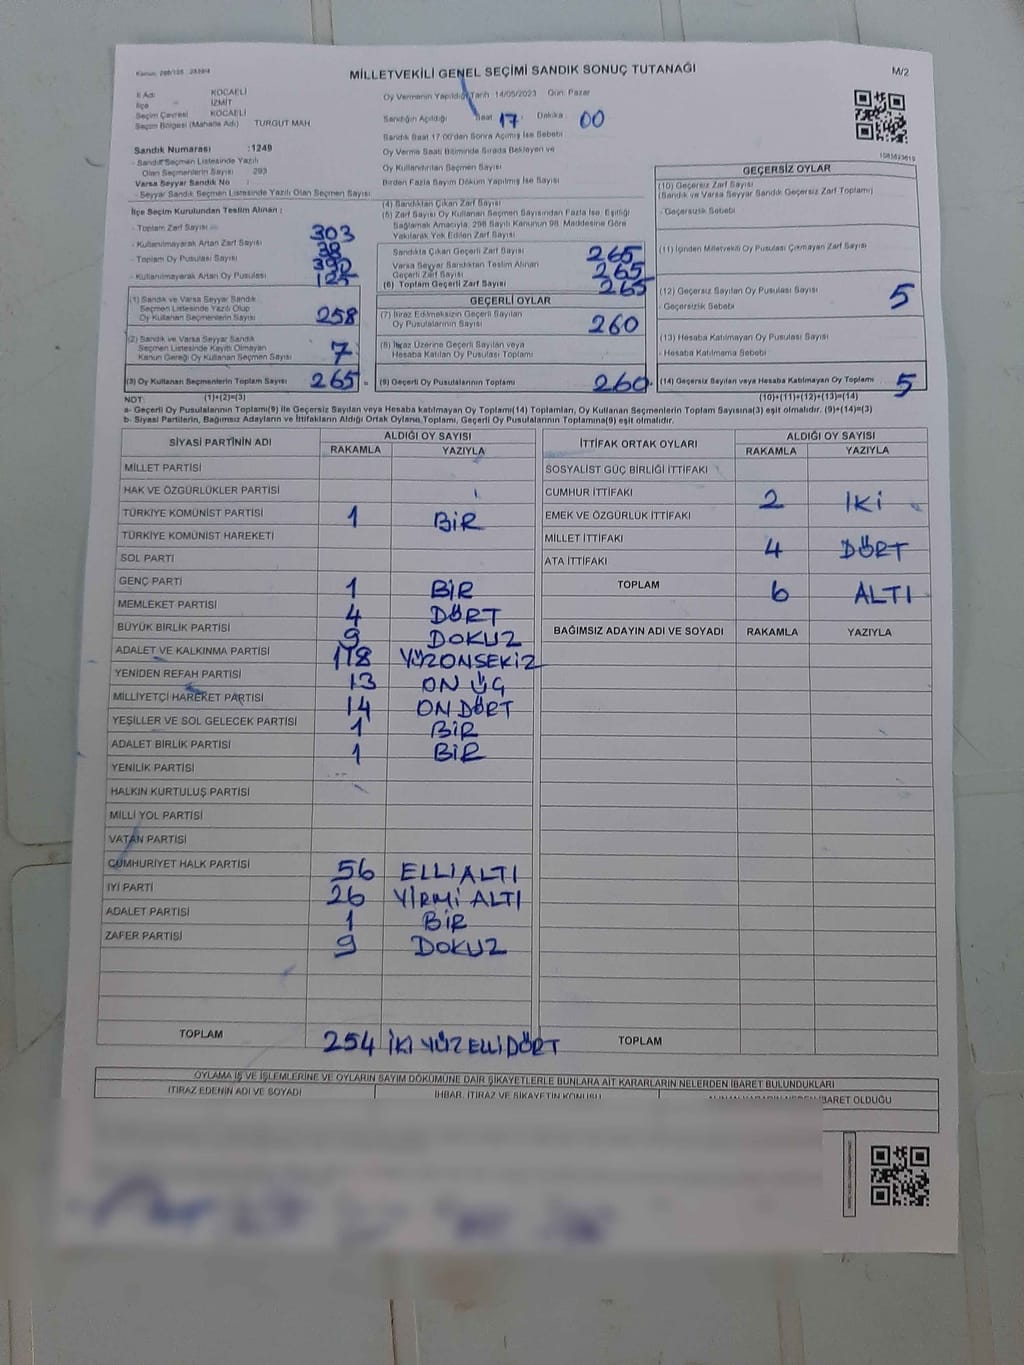 Kanun: 298/105 - 2839/4
MİLLETVEKİLİ GENEL SEÇİMİ SANDIK SONUÇ TUTANAĞI
M/2
İl Adı KOCAELİ
İlçe İZMİT
Seçim Çevresi KOCAELİ
Seçim Bölgesi (Mahalle Adı) TURGUT MAH
Sandık Numarası : 1249
- Sandık Seçmen Listesinde Yazılı
Olan Seçmenlerin Sayısı 293
Varsa Seyyar Sandık No :
- Seyyar Sandık Seçmen Listesinde Yazılı Olan Seçmen Sayısı
Oy Vermenin Yapıldığı Tarih 14/05/2023 Gün: Pazar
Sandığın Açıldığı Saat 17 Dakika 00
Sandık Saat 17:00'den Sonra Açılmış İse Sebebi
Oy Verme Saati Bitiminde Sırada Bekleyen ve
Oy Kullandırılan Seçmen Sayısı
Birden Fazla Sayım Döküm Yapılmış İse Sayısı
İlçe Seçim Kurulundan Teslim Alınan :
- Toplam Zarf Sayısı 303
- Kullanılmayarak Artan Zarf Sayısı
- Toplam Oy Pusulası Sayısı
- Kullanılmayarak Artan Oy Pusulası 125
(1) Sandık ve Varsa Seyyar Sandık
Seçmen Listesinde Yazılı Olup
Oy Kullanan Seçmenlerin Sayısı 258
(2) Sandık ve Varsa Seyyar Sandık
Seçmen Listesinde Kayıtlı Olmayan
Kanun Gereği Oy Kullanan Seçmen Sayısı 7
(3) Oy Kullanan Seçmenlerin Toplam Sayısı 265 =
(4) Sandıktan Çıkan Zarf Sayısı
(5) Zarf Sayısı Oy Kullanan Seçmen Sayısından Fazla İse, Eşitliği
Sağlamak Amacıyla, 298 Sayılı Kanunun 98. Maddesine Göre
Yakılarak Yok Edilen Zarf Sayısı
Sandıkta Çıkan Geçerli Zarf Sayısı 265
Varsa Seyyar Sandıktan Teslim Alınan
Geçerli Zarf Sayısı 265
(6) Toplam Geçerli Zarf Sayısı 265
GEÇERLİ OYLAR
(7) İtiraz Edilmeksizin Geçerli Sayılan
Oy Pusulalarının Sayısı 260
(8) İtiraz Üzerine Geçerli Sayılan veya
Hesaba Katılan Oy Pusulası Toplamı
(9) Geçerli Oy Pusulalarının Toplamı 260
1083823619
GEÇERSİZ OYLAR
(10) Geçersiz Zarf Sayısı
(Sandık ve Varsa Seyyar Sandık Geçersiz Zarf Toplamı)
- Geçersizlik Sebebi
(11) İçinden Milletvekili Oy Pusulası Çıkmayan Zarf Sayısı
(12) Geçersiz Sayılan Oy Pusulası Sayısı 5
- Geçersizlik Sebebi
(13) Hesaba Katılmayan Oy Pusulası Sayısı
- Hesaba Katılmama Sebebi
(14) Geçersiz Sayılan veya Hesaba Katılmayan Oy Toplamı 5
NOT: (1)+(2)=(3) (10)+(11)+(12)+(13)=(14)
a- Geçerli Oy Pusulalarının Toplamı(9) ile Geçersiz Sayılan veya Hesaba katılmayan Oy Toplamı(14) Toplamları, Oy Kullanan Seçmenlerin Toplam Sayısına(3) eşit olmalıdır. (9)+(14)=(3)
b- Siyasi Partilerin, Bağımsız Adayların ve İttifakların Aldığı Ortak Oyların Toplamı, Geçerli Oy Pusulalarının Toplamına(9) eşit olmalıdır.
SİYASİ PARTİNİN ADI ALDIĞI OY SAYISI
RAKAMLA YAZIYLA
MİLLET PARTİSİ
HAK VE ÖZGÜRLÜKLER PARTİSİ
TÜRKİYE KOMÜNİST PARTİSİ 1 BİR
TÜRKİYE KOMÜNİST HAREKETİ
SOL PARTİ
GENÇ PARTİ 1 BİR
MEMLEKET PARTİSİ 4 DÖRT
BÜYÜK BİRLİK PARTİSİ 9 DOKUZ
ADALET VE KALKINMA PARTİSİ 118 YÜZONSEKİZ
YENİDEN REFAH PARTİSİ 13 ON ÜÇ
MİLLİYETÇİ HAREKET PARTİSİ 14 ON DÖRT
YEŞİLLER VE SOL GELECEK PARTİSİ 1 BİR
ADALET BİRLİK PARTİSİ 1 BİR
YENİLİK PARTİSİ
HALKIN KURTULUŞ PARTİSİ
MİLLİ YOL PARTİSİ
VATAN PARTİSİ
CUMHURİYET HALK PARTİSİ 56 ELLİALTI
İYİ PARTİ 26 YİRMİ ALTI
ADALET PARTİSİ 1 BİR
ZAFER PARTİSİ 9 DOKUZ
TOPLAM 254 İKİ YÜZ ELLİDÖRT
İTTİFAK ORTAK OYLARI ALDIĞI OY SAYISI
RAKAMLA YAZIYLA
SOSYALİST GÜÇ BİRLİĞİ İTTİFAKI
CUMHUR İTTİFAKI 2 İKİ
EMEK VE ÖZGÜRLÜK İTTİFAKI
MİLLET İTTİFAKI 4 DÖRT
ATA İTTİFAKI
TOPLAM 6 ALTI
BAĞIMSIZ ADAYIN ADI VE SOYADI RAKAMLA YAZIYLA
TOPLAM
OYLAMA İŞ VE İŞLEMLERİNE VE OYLARIN SAYIM DÖKÜMÜNE DAİR ŞİKAYETLERLE BUNLARA AİT KARARLARIN NELERDEN İBARET BULUNDUKLARI
İTİRAZ EDENİN ADI VE SOYADI İHBAR, İTİRAZ VE ŞİKAYETİN KONUSU ALINAN KARARIN NEDEN İBARET OLDUĞU